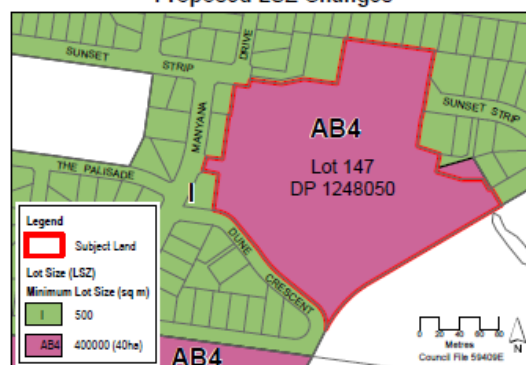 Proposed LSZ Changes
SUNSET STRIP
DRIVE
MANYANA
SUNSET STRIP
AB4
Lot 147
DP 1248050
THE PALISADE
I
DUNE CRESCENT
Legend
Subject Land
Lot Size (LSZ)
Minimum Lot Size (sq m)
I 500
AB4 400000 (40ha)
AB4
0 20 40 60 80
Metres
Council File 59409E
N